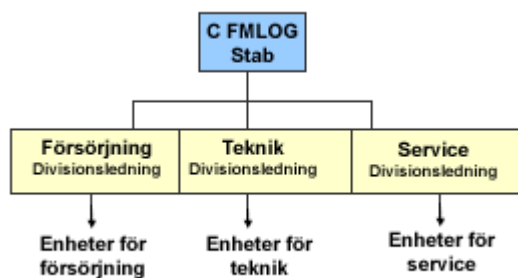 C FMLOG
Stab
Försörjning
Divisionsledning
Teknik
Divisionsledning
Service
Divisionsledning
Enheter för
försörjning
Enheter för
teknik
Enheter för
service